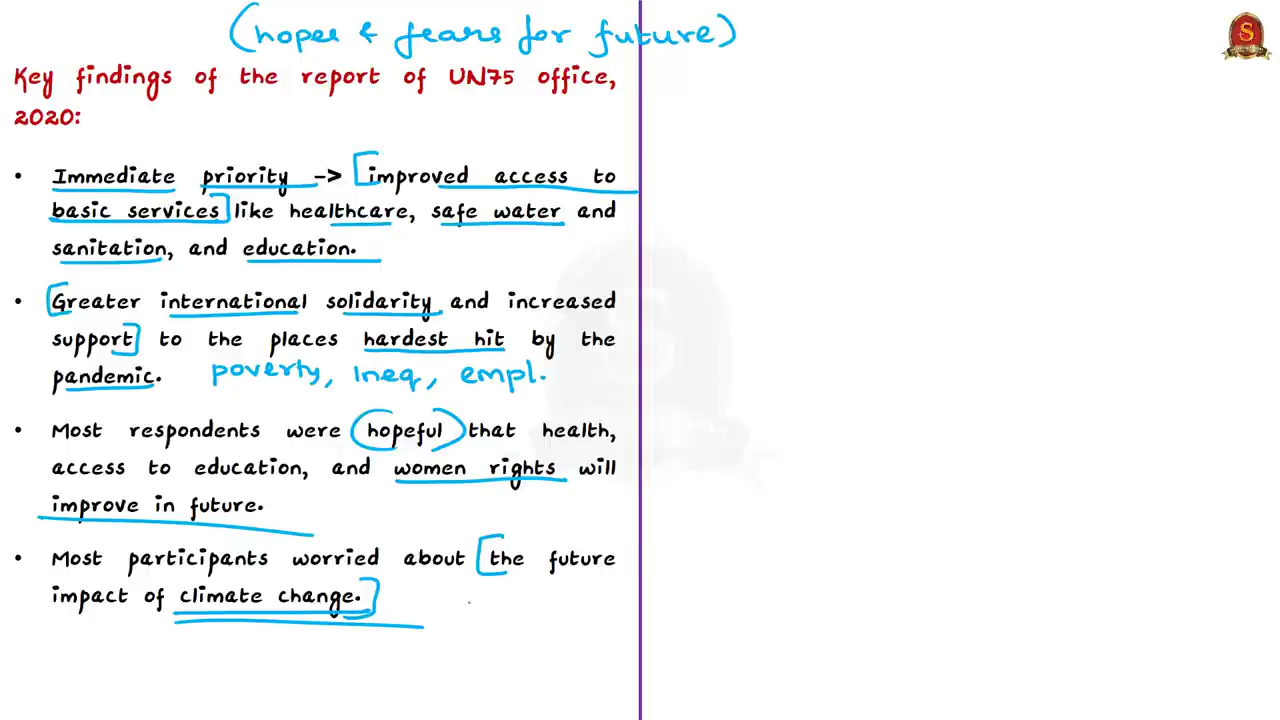 (hopes & fears for future)
Key findings of the report of UN75 office,
2020:
• Immediate priority -> [improved access to
basic services] like healthcare, safe water and
sanitation, and education.
• [Greater international solidarity and increased
support] to the places hardest hit by the
pandemic. poverty, Ineq, empl.
• Most respondents were (hopeful) that health,
access to education, and women rights will
improve in future.
• Most participants worried about [the future
impact of climate change.]
S